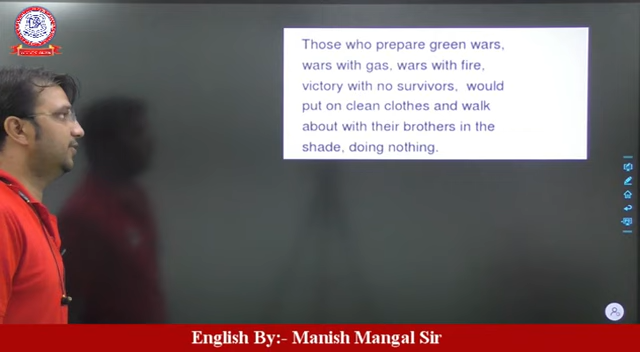 Those who prepare green wars,
wars with gas, wars with fire,
victory with no survivors, would
put on clean clothes and walk
about with their brothers in the
shade, doing nothing.
English By:- Manish Mangal Sir